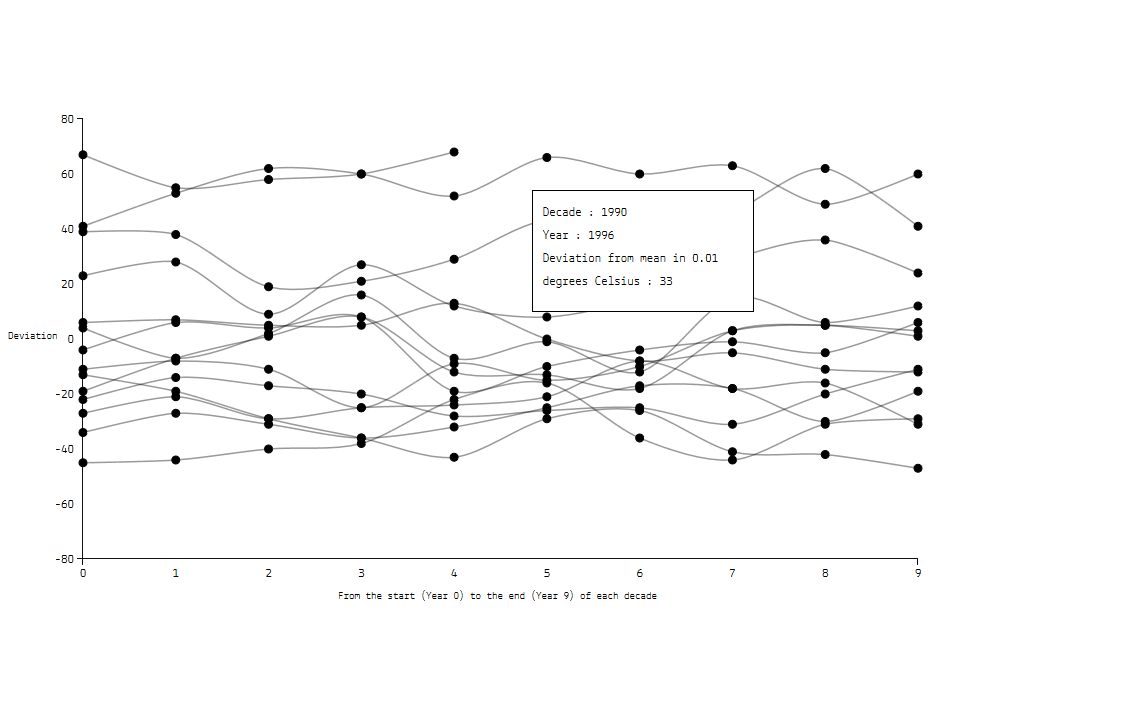 80
60
40
20
0
-20
-40
-60
-80
Deviation
Decade : 1990
Year : 1996
Deviation from mean in 0.01
degrees Celsius : 33
0 1 2 3 4 5 6 7 8 9
From the start (Year 0) to the end (Year 9) of each decade